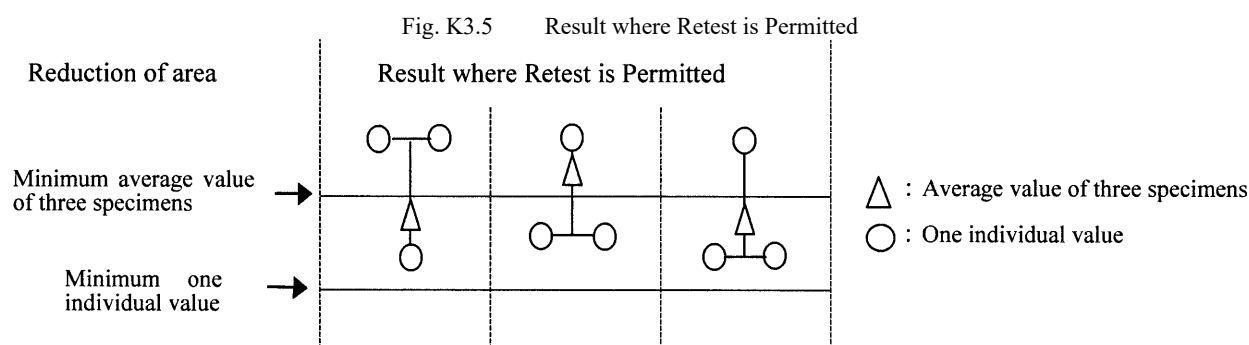 Fig. K3.5 Result where Retest is Permitted
Reduction of area
Result where Retest is Permitted
Minimum average value
of three specimens
Minimum one
individual value
: Average value of three specimens
: One individual value